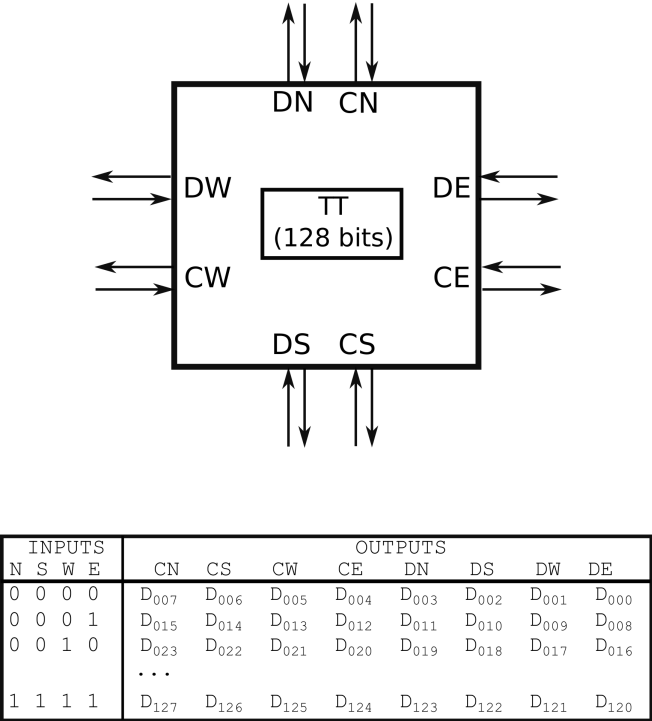 DN CN
DW DE
TT
(128 bits)
CW CE
DS CS
INPUTS OUTPUTS
N S W E CN CS CW CE DN DS DW DE
0 0 0 0 D007 D006 D005 D004 D003 D002 D001 D000
0 0 0 1 D015 D014 D013 D012 D011 D010 D009 D008
0 0 1 0 D023 D022 D021 D020 D019 D018 D017 D016
...
1 1 1 1 D127 D126 D125 D124 D123 D122 D121 D120